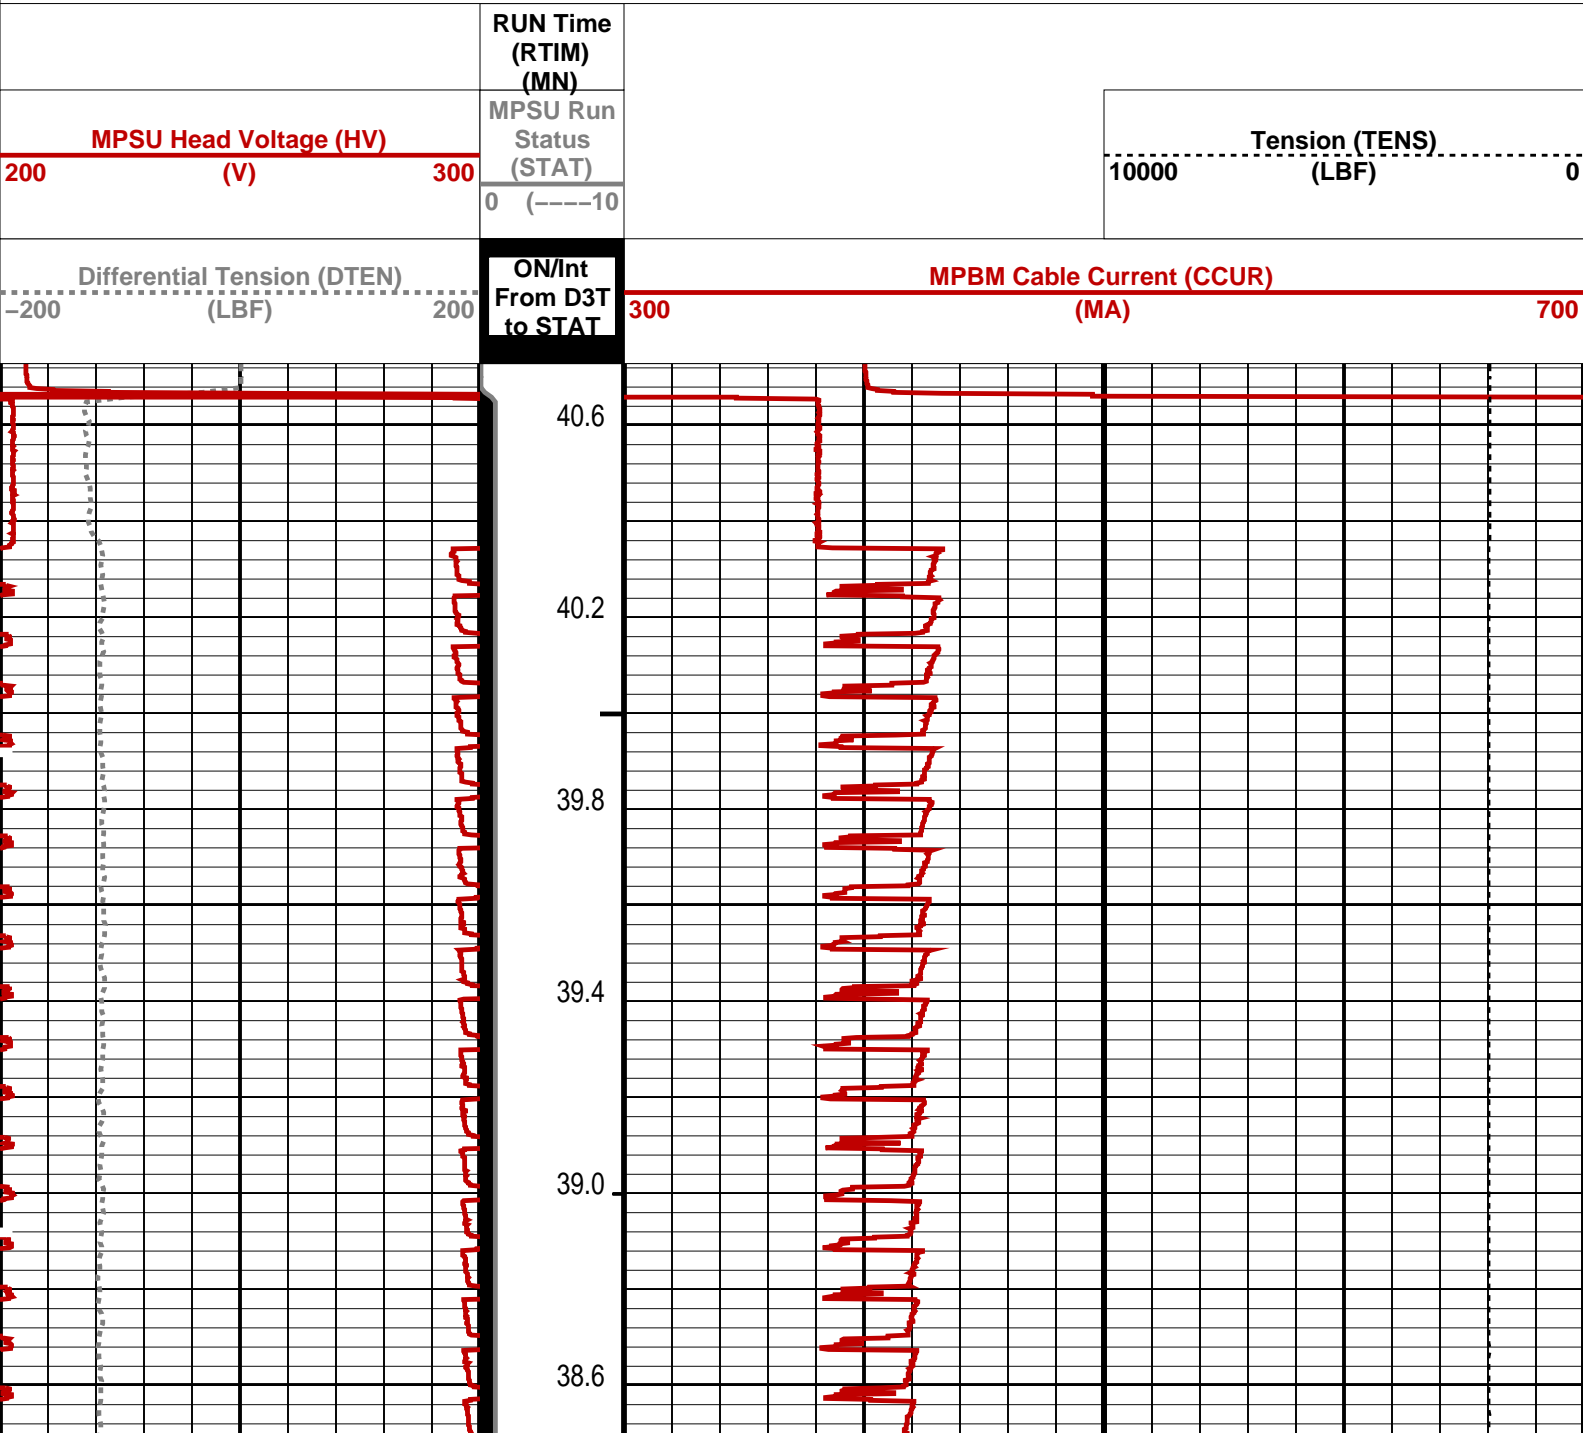 RUN Time
(RTIM)
(MN)
MPSU Run
Status
(STAT)
0 (----10
MPSU Head Voltage (HV)
200 (V) 300
Tension (TENS)
10000 (LBF) 0
Differential Tension (DTEN)
-200 (LBF) 200
ON/Int
From D3T
to STAT
MPBM Cable Current (CCUR)
300 (MA) 700
40.6
40.2
39.8
39.4
39.0
38.6